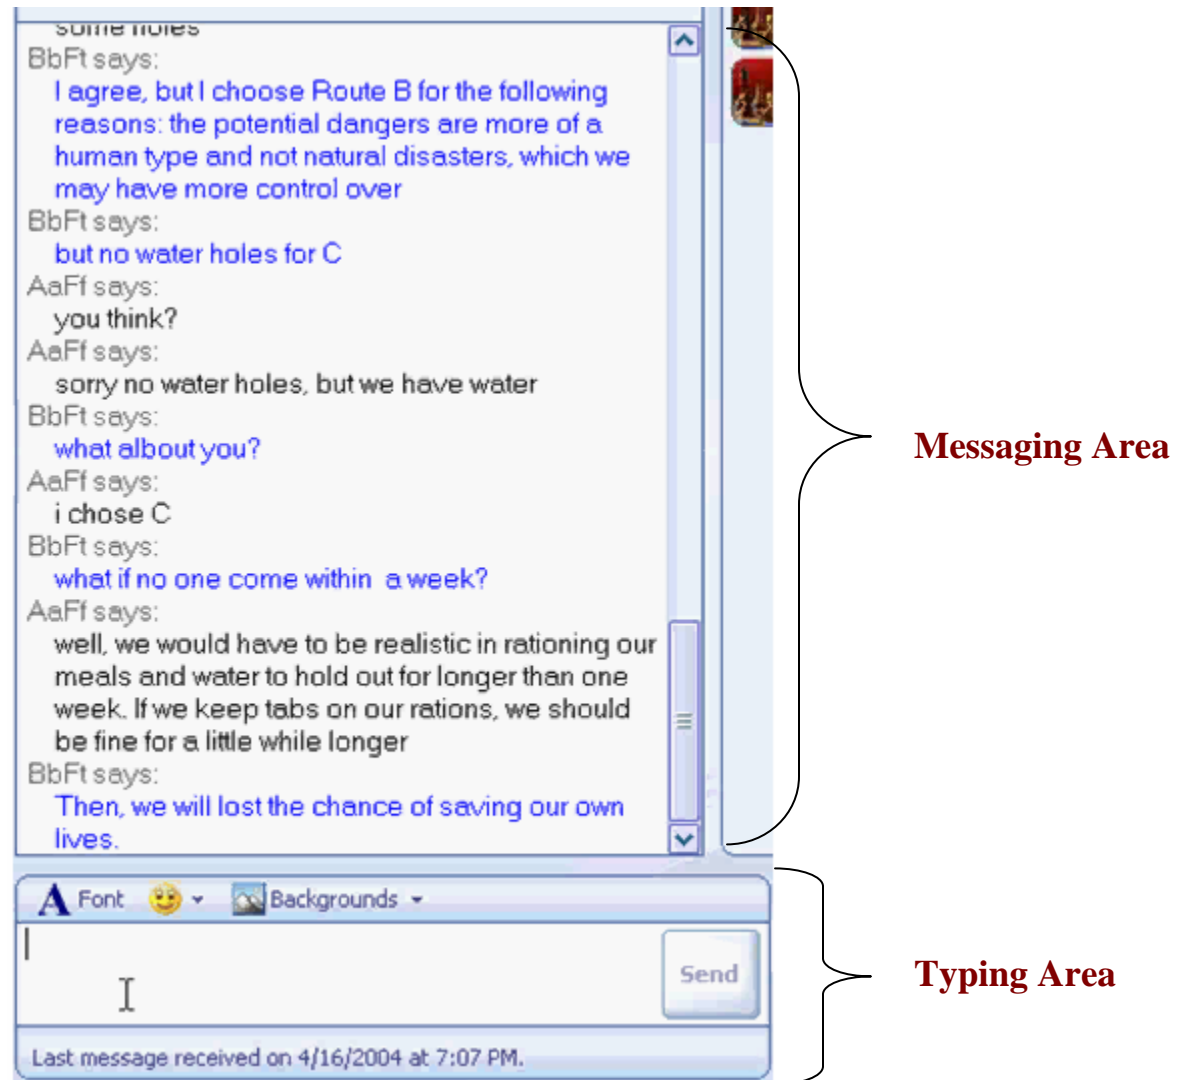 some holes
BbFt says:
I agree, but I choose Route B for the following
reasons: the potential dangers are more of a
human type and not natural disasters, which we
may have more control over
BbFt says:
but no water holes for C
AaFf says:
you think?
AaFf says:
sorry no water holes, but we have water
BbFt says:
what albout you?
AaFf says:
i chose C
BbFt says:
what if no one come within  a week?
AaFf says:
well, we would have to be realistic in rationing our
meals and water to hold out for longer than one
week. If we keep tabs on our rations, we should
be fine for a little while longer
BbFt says:
Then, we will lost the chance of saving our own
lives.
Messaging Area
A Font Backgrounds
Send
Typing Area
Last message received on 4/16/2004 at 7:07 PM.